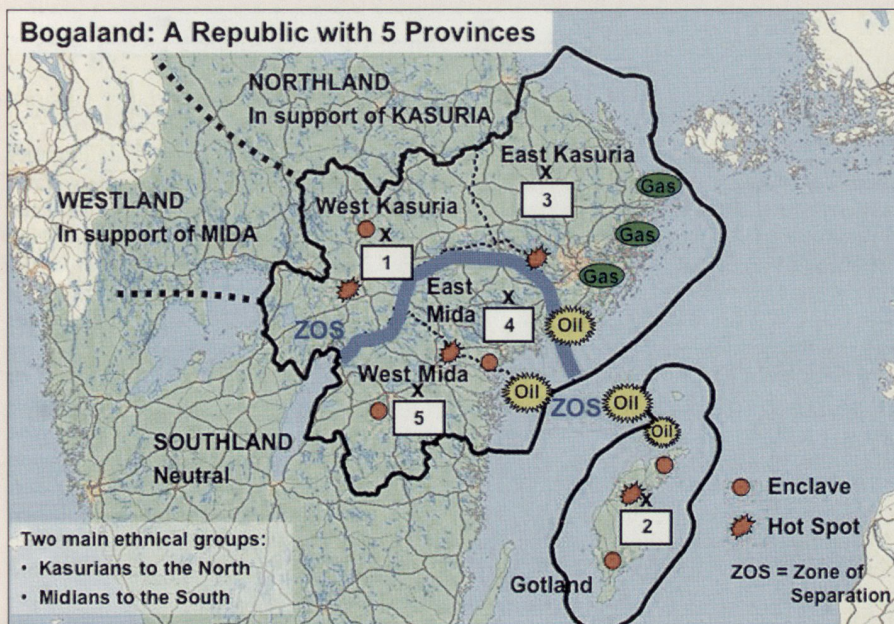 Bogaland: A Republic with 5 Provinces
NORTHLAND
In support of KASURIA
East Kasuria
X
3
Gas
WESTLAND
In support of MIDA
West Kasuria
X
1
Gas
Gas
East
Mida
X
4
Oil
ZOS
West Mida
X
5
Oil
ZOS
Oil
Oil
SOUTHLAND
Neutral
X
2
Gotland
Enclave
Hot Spot
ZOS = Zone of
Separation
Two main ethnical groups:
• Kasurians to the North
• Midians to the South